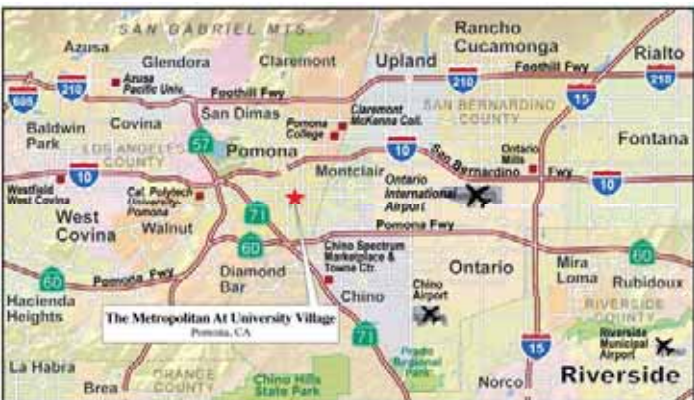 SAN GABRIEL MTS.
Azusa
Glendora
Claremont
Upland
Rancho
Cucamonga
Rialto
605
210
Azusa
Pacific Univ.
Foothill Fwy
210
Foothill Fwy
210
15
Baldwin
Park
Covina
San Dimas
Pomona
College
Claremont
McKenna Coll.
SAN BERNARDINO
COUNTY
Fontana
LOS ANGELES
COUNTY
57
Pomona
Montclair
10
San Bernardino
Fwy
Ontario
Mills
10
Westfield
West Covina
10
Cal. Polytech
University-
Pomona
Ontario
International
Airport
West
Covina
Walnut
71
60
Pomona Fwy
60
Pomona Fwy
60
Diamond
Bar
Chino Spectrum
Marketplace &
Towne Ctr.
Ontario
Mira
Loma
Rubidoux
Hacienda
Heights
The Metropolitan At University Village
Pomona, CA
Chino
Chino
Airport
RIVERSIDE
COUNTY
Riverside
Municipal
Airport
71
15
La Habra
Brea
ORANGE
COUNTY
Chino Hills
State Park
Prado
Regional
Park
Norco
Riverside